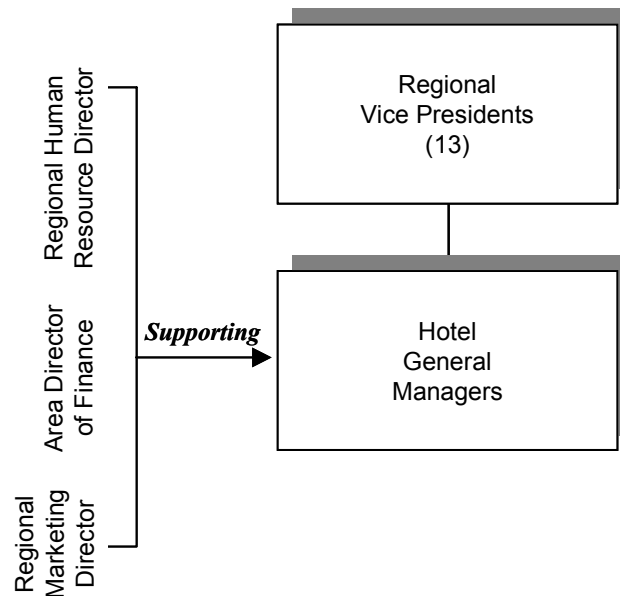 Regional
Vice Presidents
(13)
Regional Human
Resource Director
Supporting
Hotel
General
Managers
Area Director
of Finance
Regional
Marketing
Director